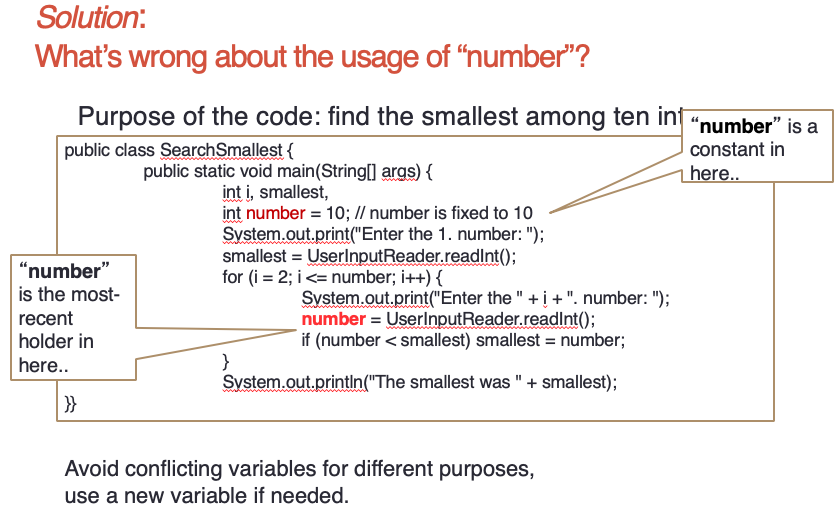 Solution:
What's wrong about the usage of "number"?
Purpose of the code: find the smallest among ten
"number" is a
constant in
here..
public class SearchSmallest {
public static void main(String[] args) {
int i, smallest,
int number = 10; // number is fixed to 10
System.out.print("Enter the 1. number: ");
smallest = UserInputReader.readInt();
for (i = 2; i <= number; i++) {
System.out.print("Enter the " + i + ". number: ");
number = UserInputReader.readInt();
if (number < smallest) smallest = number;
}
System.out.println("The smallest was " + smallest);
}}
"number"
is the most-
recent
holder in
here..
Avoid conflicting variables for different purposes,
use a new variable if needed.